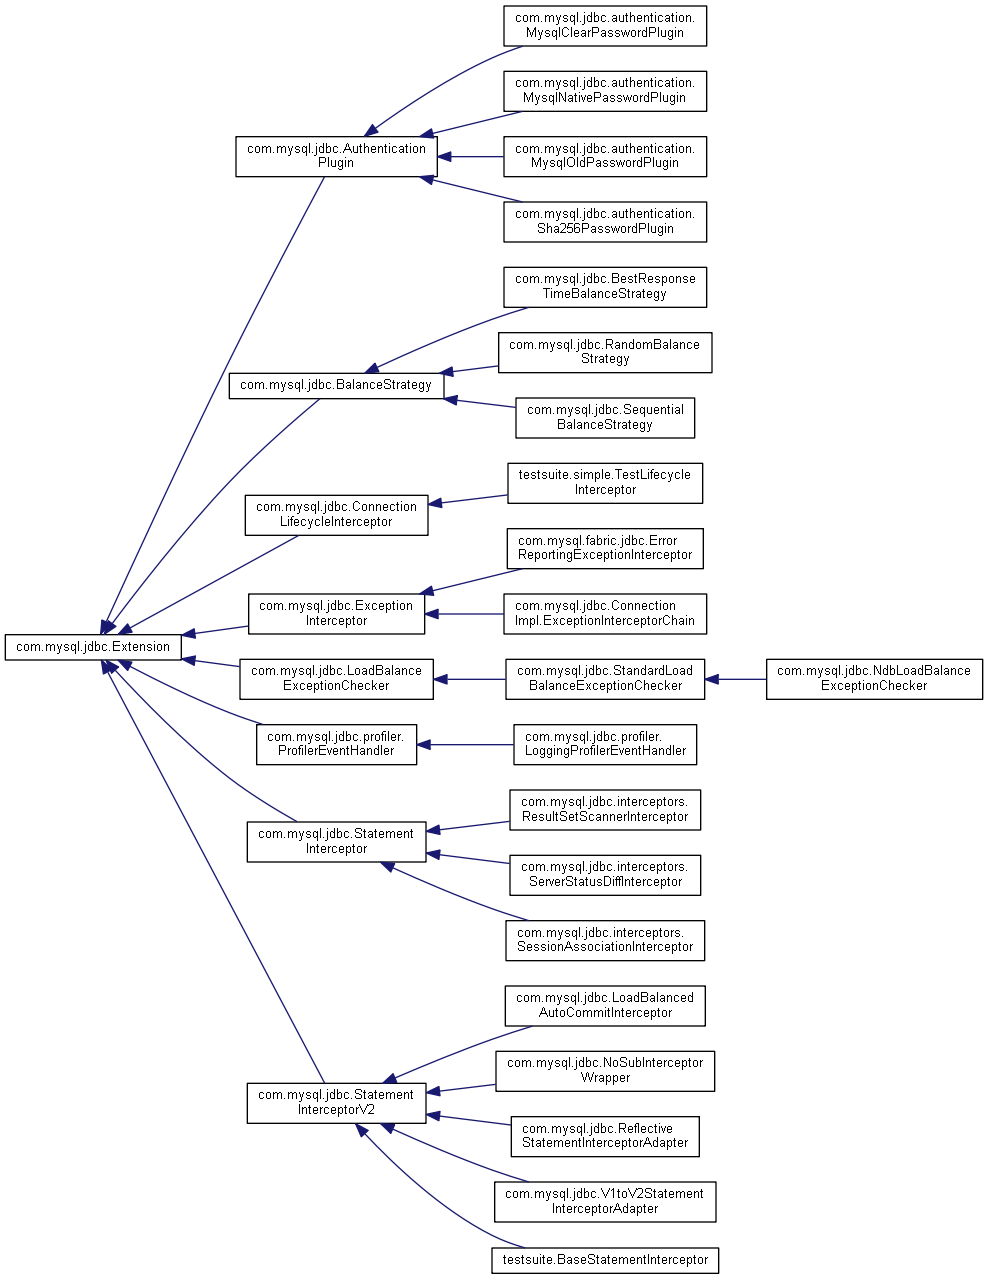 com.mysql.jdbc.authentication.
MysqlClearPasswordPlugin
com.mysql.jdbc.authentication.
MysqlNativePasswordPlugin
com.mysql.jdbc.Authentication
Plugin
com.mysql.jdbc.authentication.
MysqlOldPasswordPlugin
com.mysql.jdbc.authentication.
Sha256PasswordPlugin
com.mysql.jdbc.BestResponse
TimeBalanceStrategy
com.mysql.jdbc.RandomBalance
Strategy
com.mysql.jdbc.BalanceStrategy
com.mysql.jdbc.Sequential
BalanceStrategy
testsuite.simple.TestLifecycle
Interceptor
com.mysql.jdbc.Connection
LifecycleInterceptor
com.mysql.fabric.jdbc.Error
ReportingExceptionInterceptor
com.mysql.jdbc.Exception
Interceptor
com.mysql.jdbc.Connection
Impl.ExceptionInterceptorChain
com.mysql.jdbc.Extension
com.mysql.jdbc.LoadBalance
ExceptionChecker
com.mysql.jdbc.StandardLoad
BalanceExceptionChecker
com.mysql.jdbc.NdbLoadBalance
ExceptionChecker
com.mysql.jdbc.profiler.
ProfilerEventHandler
com.mysql.jdbc.profiler.
LoggingProfilerEventHandler
com.mysql.jdbc.interceptors.
ResultSetScannerInterceptor
com.mysql.jdbc.Statement
Interceptor
com.mysql.jdbc.interceptors.
ServerStatusDiffInterceptor
com.mysql.jdbc.interceptors.
SessionAssociationInterceptor
com.mysql.jdbc.LoadBalanced
AutoCommitInterceptor
com.mysql.jdbc.NoSubInterceptor
Wrapper
com.mysql.jdbc.Statement
InterceptorV2
com.mysql.jdbc.Reflective
StatementInterceptorAdapter
com.mysql.jdbc.V1toV2Statement
InterceptorAdapter
testsuite.BaseStatementInterceptor